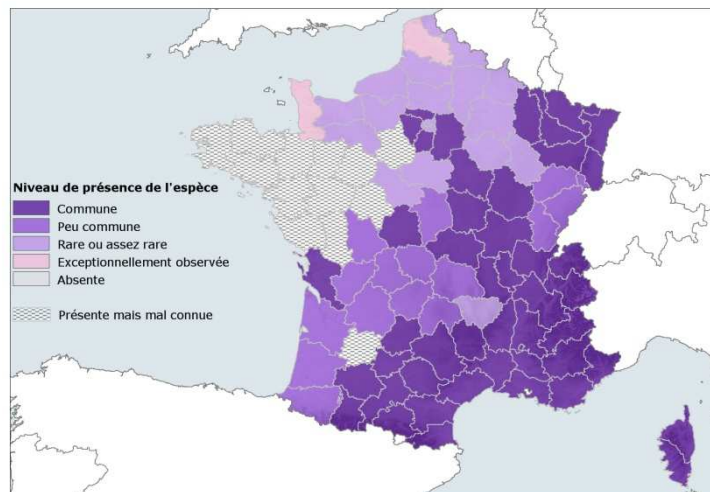 Niveau de présence de l'espèce
Commune
Peu commune
Rare ou assez rare
Exceptionnellement observée
Absente
Présente mais mal connue